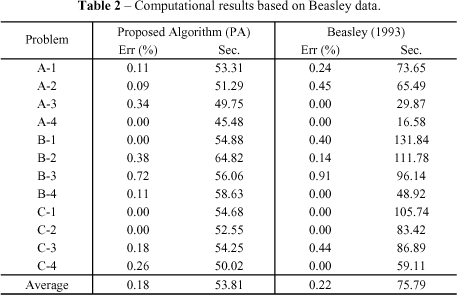 Table 2 – Computational results based on Beasley data.
Problem Proposed Algorithm (PA) Beasley (1993)
Err (%) Sec. Err (%) Sec.
A-1 0.11 53.31 0.24 73.65
A-2 0.09 51.29 0.45 65.49
A-3 0.34 49.75 0.00 29.87
A-4 0.00 45.48 0.00 16.58
B-1 0.00 54.88 0.40 131.84
B-2 0.38 64.82 0.14 111.78
B-3 0.72 56.06 0.91 96.14
B-4 0.11 58.63 0.00 48.92
C-1 0.00 54.68 0.00 105.74
C-2 0.00 52.55 0.00 83.42
C-3 0.18 54.25 0.44 86.89
C-4 0.26 50.02 0.00 59.11
Average 0.18 53.81 0.22 75.79